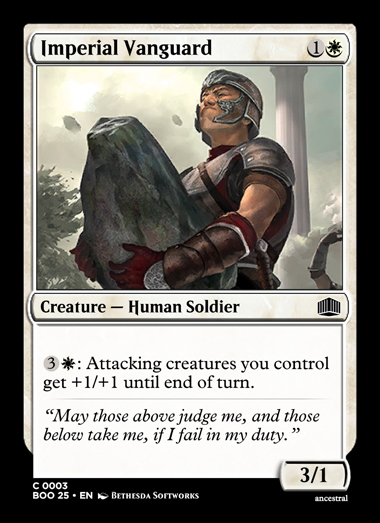 Imperial Vanguard 1
Creature — Human Soldier
3 : Attacking creatures you control
get +1/+1 until end of turn.
“May those above judge me, and those
below take me, if I fail in my duty.”
3/1
C 0003
BOO 25 • EN Bethesda Softworks
ancestral